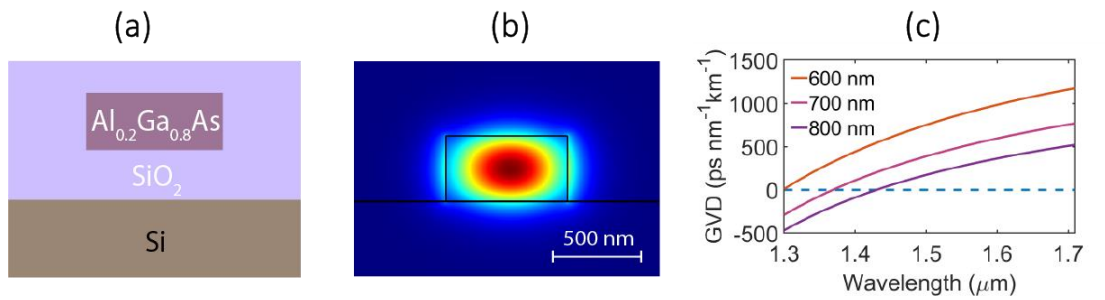 (a)
Al0.2Ga0.8As
SiO2
Si
(b)
500 nm
(c)
1500
1000
500
0
-500
GVD (ps nm-1km-1)
600 nm
700 nm
800 nm
1.3
1.4
1.5
1.6
1.7
Wavelength (μm)